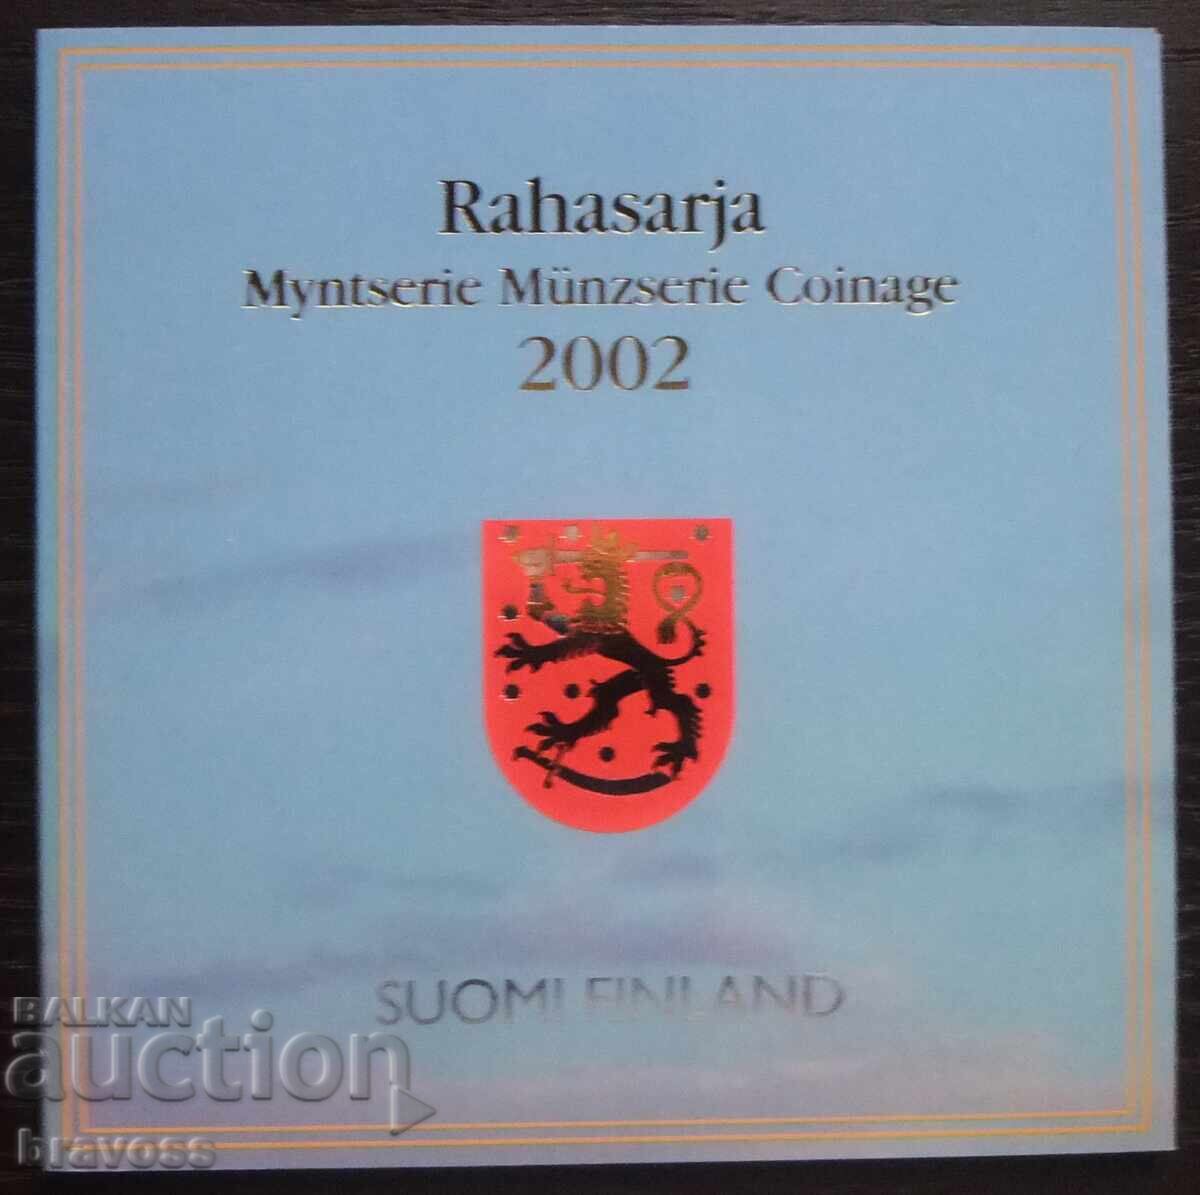 Rahasarja
Myntserie Münzserie Coinage
2002
SUOMI FINLAND
BALKAN
auction
bravoss